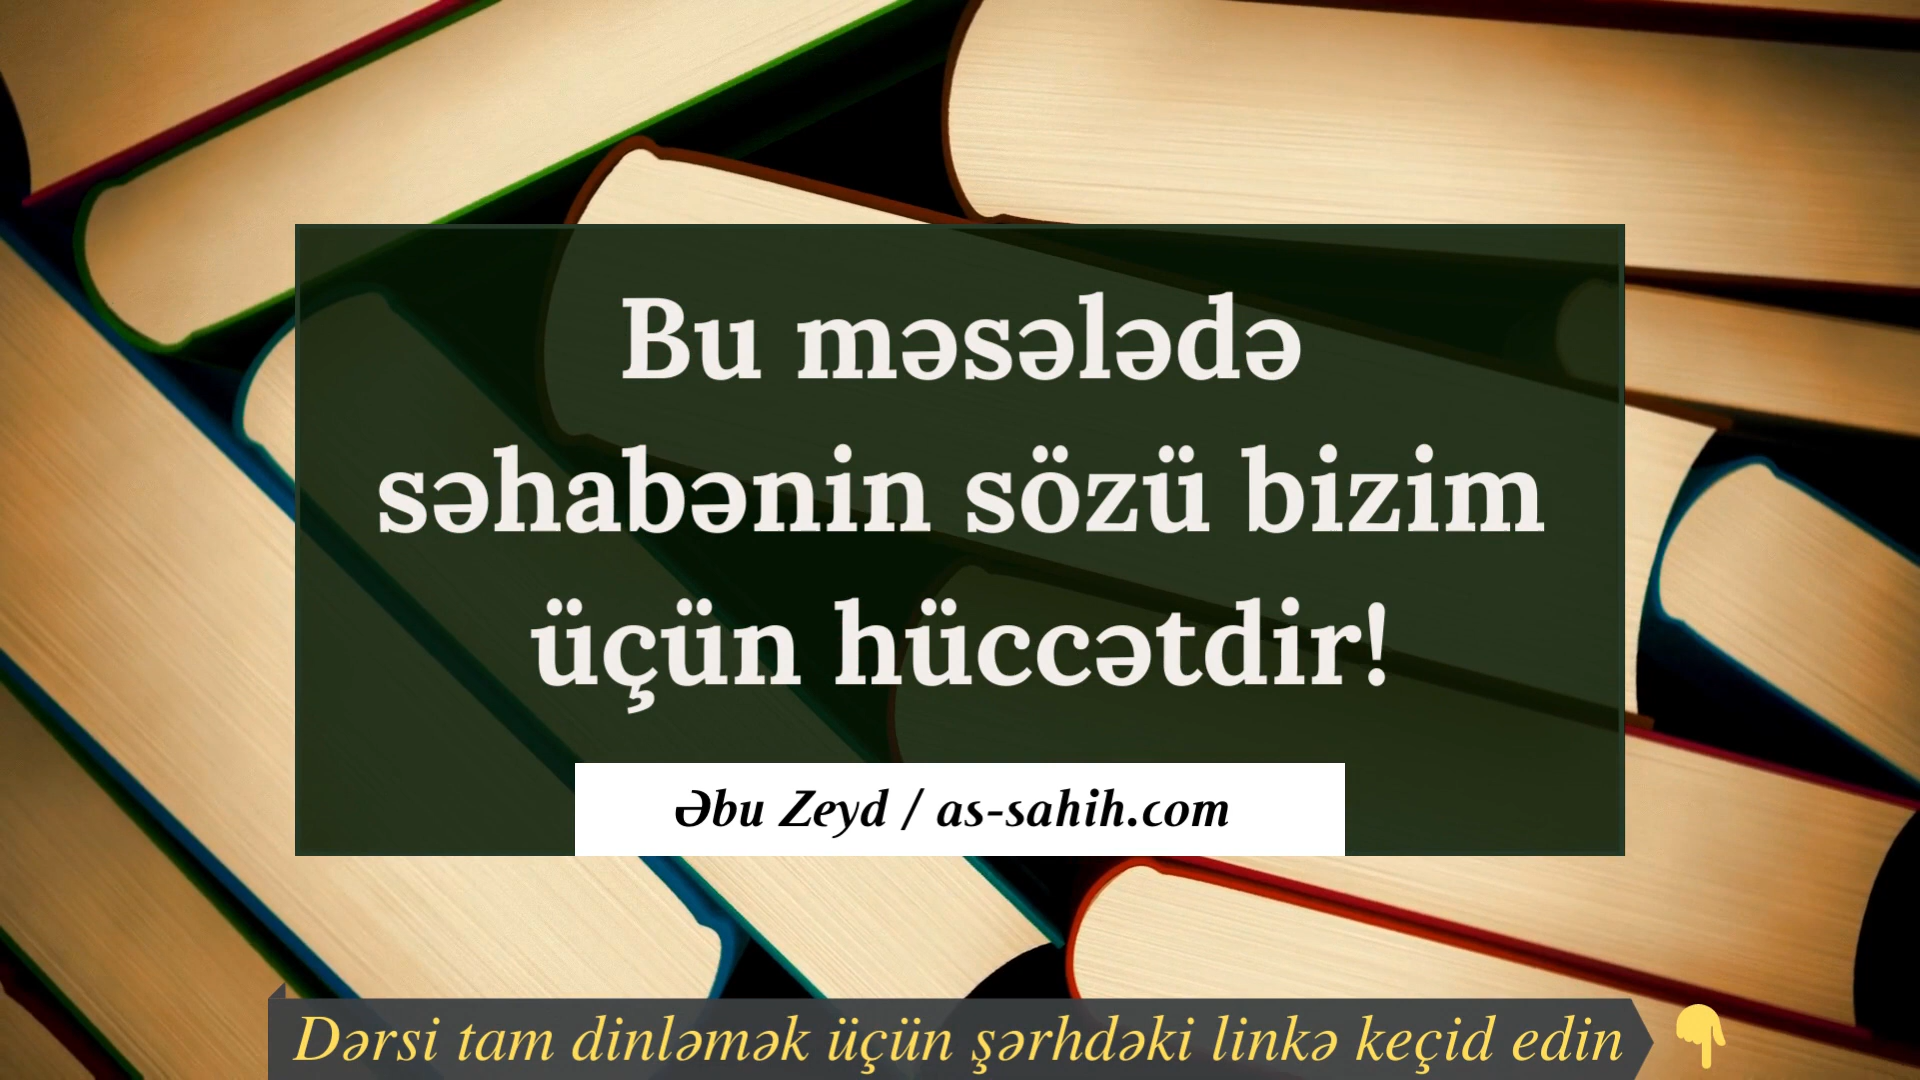 Bu məsələdə
səhabənin sözü bizim
üçün hüccətdir!
Əbu Zeyd / as-sahih.com
Dərsi tam dinləmək üçün şərhdəki linkə keçid edin